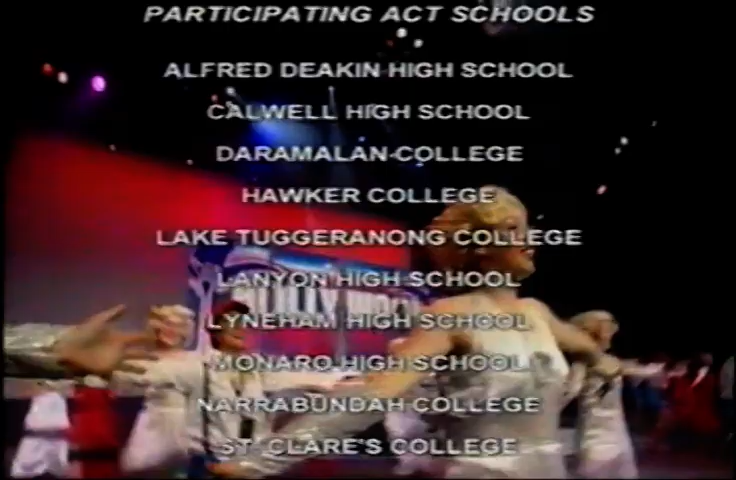 PARTICIPATING ACT SCHOOLS
ALFRED DEAKIN HIGH SCHOOL
CALWELL HIGH SCHOOL
DARAMALAN COLLEGE
HAWKER COLLEGE
LAKE TUGGERANONG COLLEGE
LANYON HIGH SCHOOL
LYNEHAM HIGH SCHOOL
MONARO HIGH SCHOOL
NARRABUNDAH COLLEGE
ST CLARE'S COLLEGE